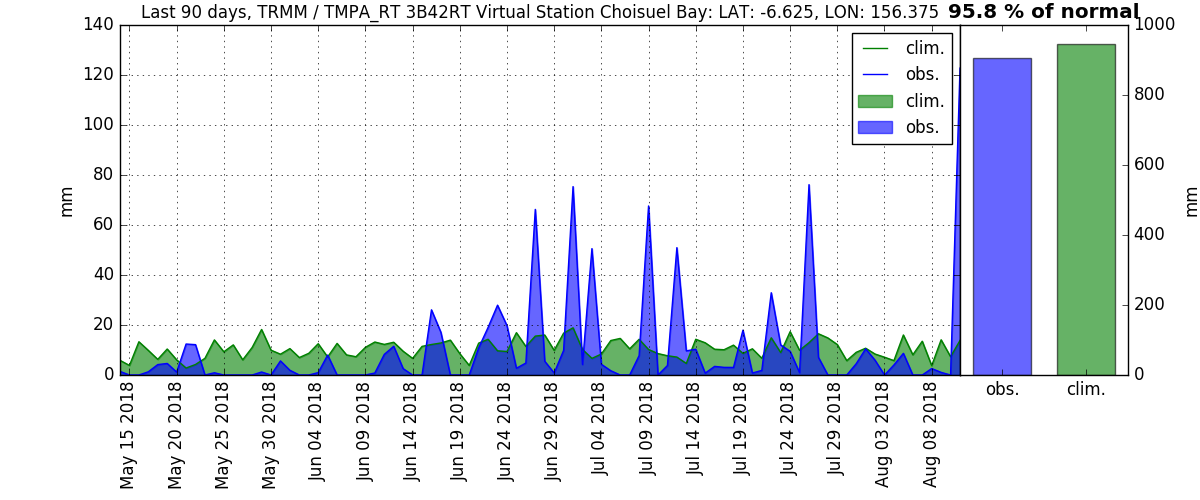 Last 90 days, TRMM / TMPA_RT 3B42RT Virtual Station Choisuel Bay: LAT: -6.625, LON: 156.375
95.8 % of normal
140
120
100
80
60
40
20
0
mm
clim.
obs.
clim.
obs.
May 15 2018
May 20 2018
May 25 2018
May 30 2018
Jun 04 2018
Jun 09 2018
Jun 14 2018
Jun 19 2018
Jun 24 2018
Jun 29 2018
Jul 04 2018
Jul 09 2018
Jul 14 2018
Jul 19 2018
Jul 24 2018
Jul 29 2018
Aug 03 2018
Aug 08 2018
1000
800
600
400
200
0
mm
obs.
clim.